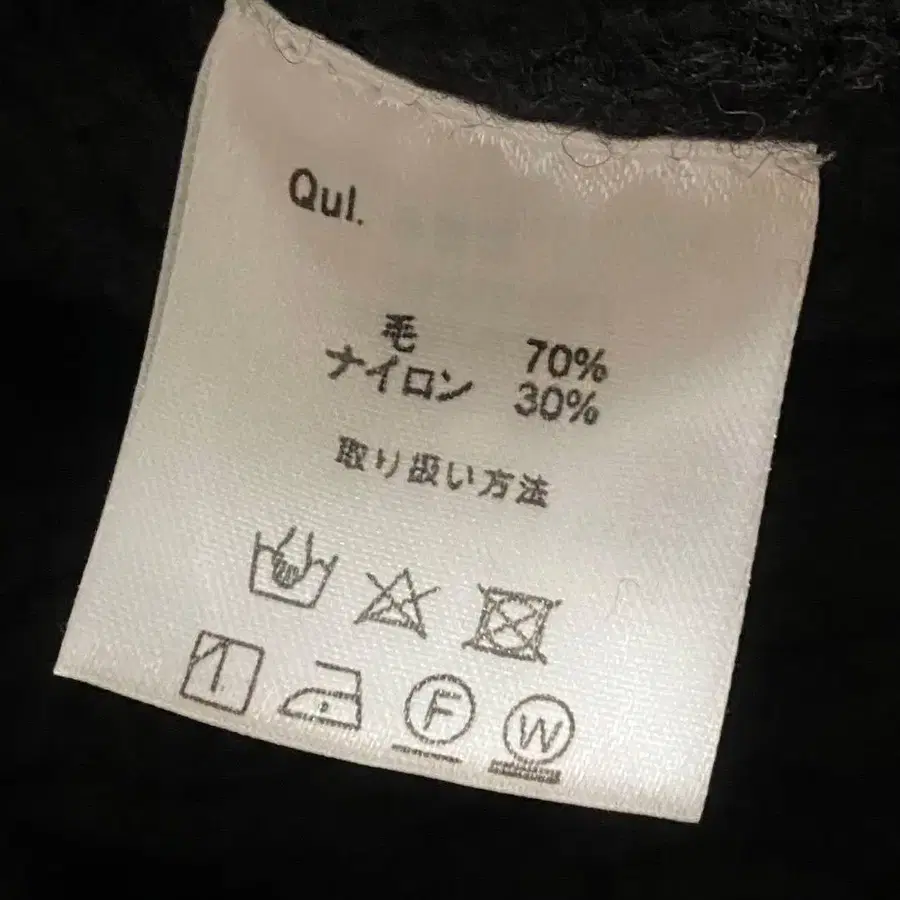 Qul.
毛 70%
ナイロン 30%
取り扱い方法
F
W